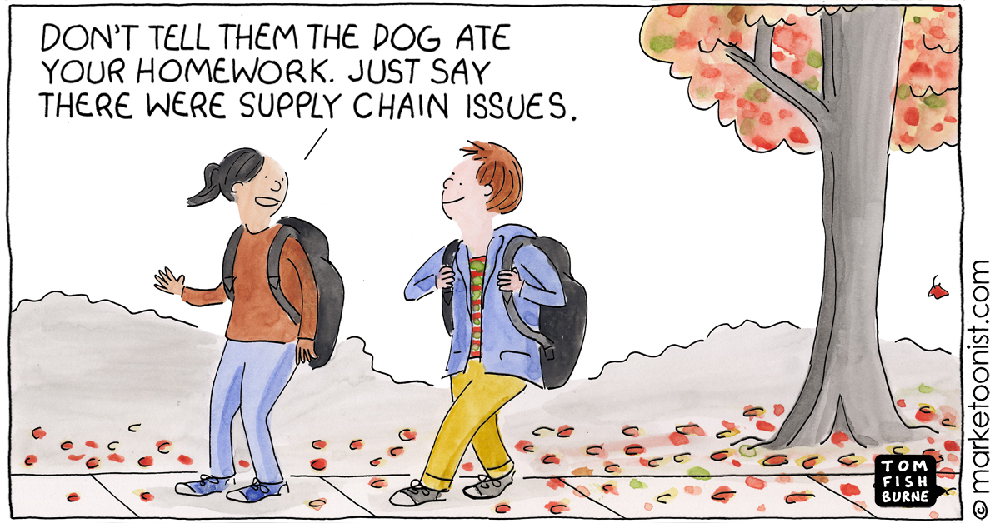 DON'T TELL THEM THE DOG ATE
YOUR HOMEWORK. JUST SAY
THERE WERE SUPPLY CHAIN ISSUES.
© marketoonist.com
TOM
FISH
BURNE